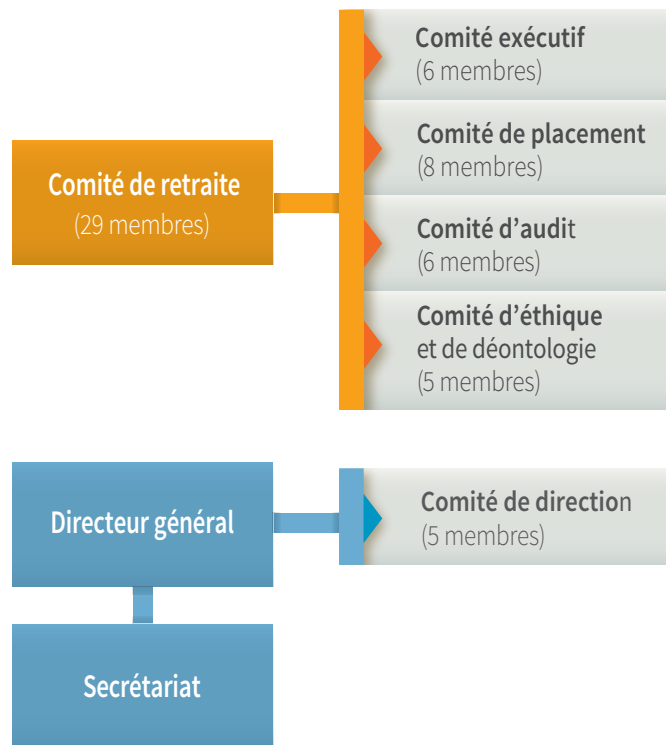 Comité de retraite
(29 membres)
Comité exécutif
(6 membres)
Comité de placement
(8 membres)
Comité d’audit
(6 membres)
Comité d’éthique
et de déontologie
(5 membres)
Directeur général
Comité de direction
(5 membres)
Secrétariat